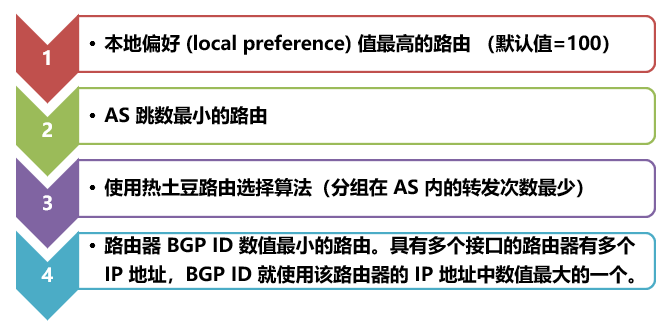 1
• 本地偏好 (local preference) 值最高的路由 （默认值=100）
2
• AS 跳数最小的路由
3
• 使用热土豆路由选择算法（分组在 AS 内的转发次数最少）
4
• 路由器 BGP ID 数值最小的路由。具有多个接口的路由器有多个
IP 地址，BGP ID 就使用该路由器的 IP 地址中数值最大的一个。